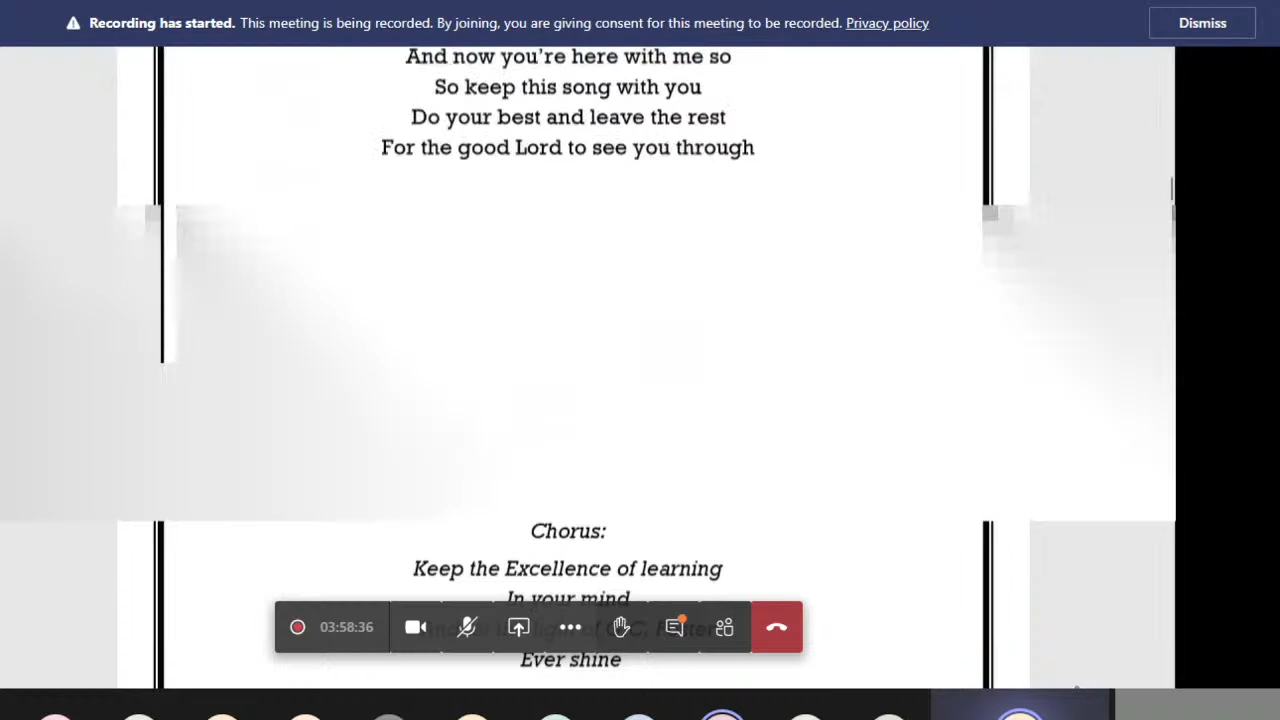 Recording has started. This meeting is being recorded. By joining, you are giving consent for this meeting to be recorded. Privacy policy
Dismiss
And now you're here with me so
So keep this song with you
Do your best and leave the rest
For the good Lord to see you through
Chorus:
Keep the Excellence of learning
In your mind
light of
03:58:36
Ever shine